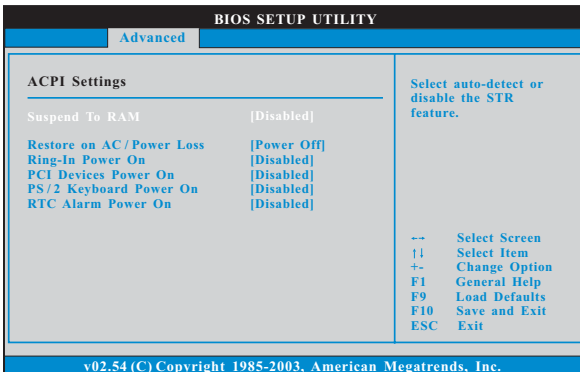 BIOS SETUP UTILITY
Advanced
ACPI Settings
Suspend To RAM [Disabled]
Restore on AC / Power Loss [Power Off]
Ring-In Power On [Disabled]
PCI Devices Power On [Disabled]
PS / 2 Keyboard Power On [Disabled]
RTC Alarm Power On [Disabled]
Select auto-detect or
disable the STR
feature.
←→ Select Screen
↑↓ Select Item
+- Change Option
F1 General Help
F9 Load Defaults
F10 Save and Exit
ESC Exit
v02.54 (C) Copyright 1985-2003, American Megatrends, Inc.